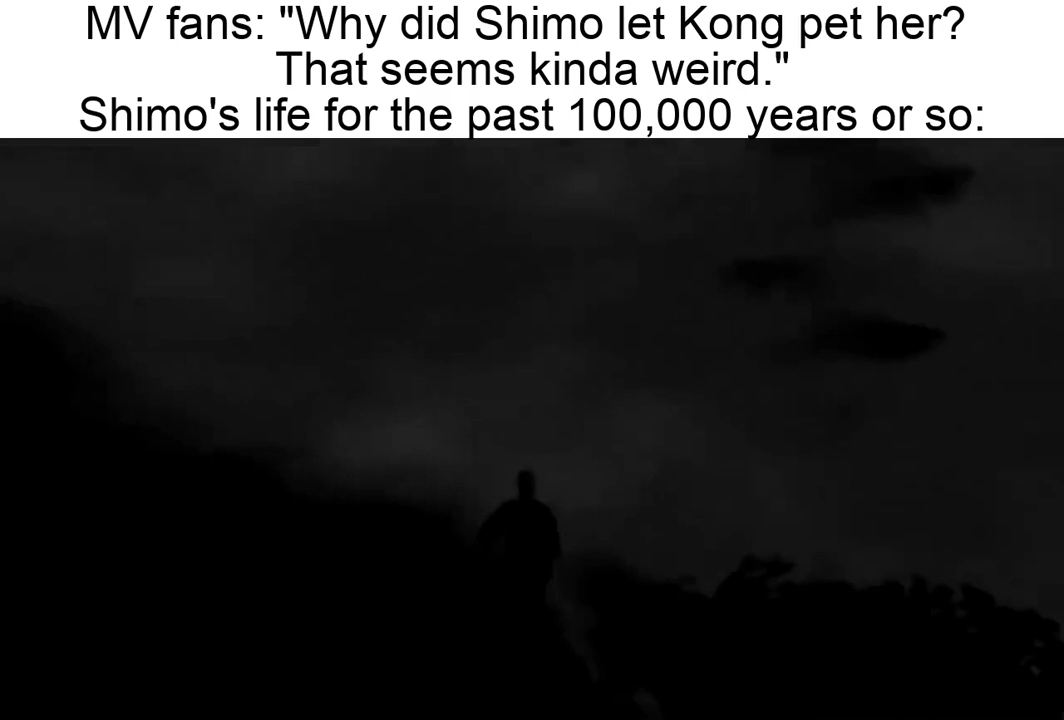 MV fans: "Why did Shimo let Kong pet her?
That seems kinda weird."
Shimo's life for the past 100,000 years or so: